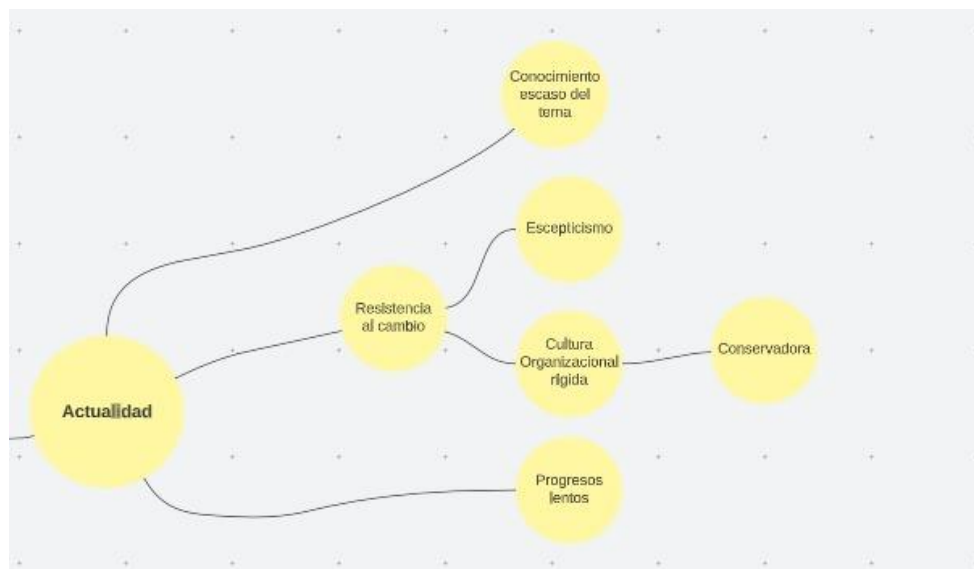 Conocimiento
escaso del
tema
Escepticismo
Resistencia
al cambio
Cultura
Organizacional
rígida
Conservadora
Actualidad
Progresos
lentos